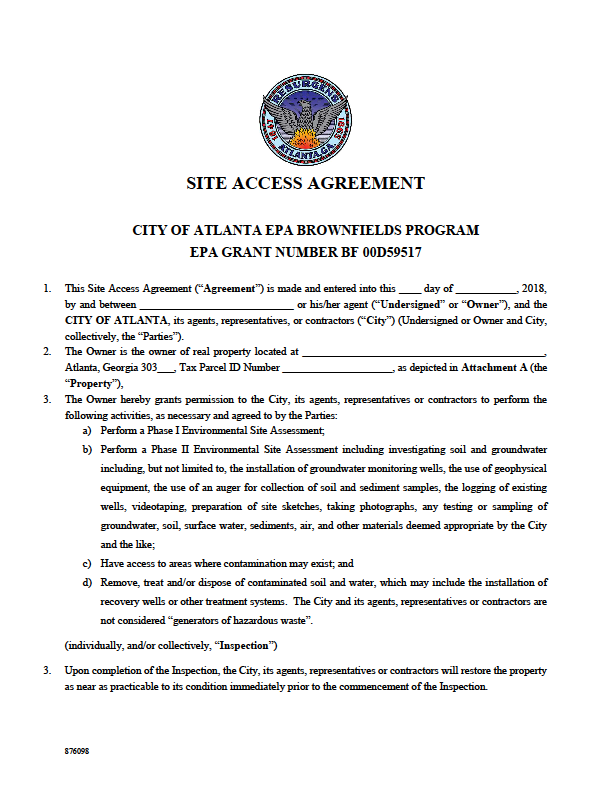 RESURGENS
1847 1865
ATLANTA, GA.
SITE ACCESS AGREEMENT
CITY OF ATLANTA EPA BROWNFIELDS PROGRAM
EPA GRANT NUMBER BF 00D59517
1. This Site Access Agreement (“Agreement”) is made and entered into this ____ day of ___________, 2018,
by and between ____________________________ or his/her agent (“Undersigned” or “Owner”), and the
CITY OF ATLANTA, its agents, representatives, or contractors (“City”) (Undersigned or Owner and City,
collectively, the “Parties”).
2. The Owner is the owner of real property located at ____________________________________________,
Atlanta, Georgia 303___, Tax Parcel ID Number ____________________, as depicted in Attachment A (the
“Property”),
3. The Owner hereby grants permission to the City, its agents, representatives or contractors to perform the
following activities, as necessary and agreed to by the Parties:
a) Perform a Phase I Environmental Site Assessment;
b) Perform a Phase II Environmental Site Assessment including investigating soil and groundwater
including, but not limited to, the installation of groundwater monitoring wells, the use of geophysical
equipment, the use of an auger for collection of soil and sediment samples, the logging of existing
wells, videotaping, preparation of site sketches, taking photographs, any testing or sampling of
groundwater, soil, surface water, sediments, air, and other materials deemed appropriate by the City
and the like;
c) Have access to areas where contamination may exist; and
d) Remove, treat and/or dispose of contaminated soil and water, which may include the installation of
recovery wells or other treatment systems. The City and its agents, representatives or contractors are
not considered “generators of hazardous waste”.
(individually, and/or collectively, “Inspection”)
3. Upon completion of the Inspection, the City, its agents, representatives or contractors will restore the property
as near as practicable to its condition immediately prior to the commencement of the Inspection.
876098